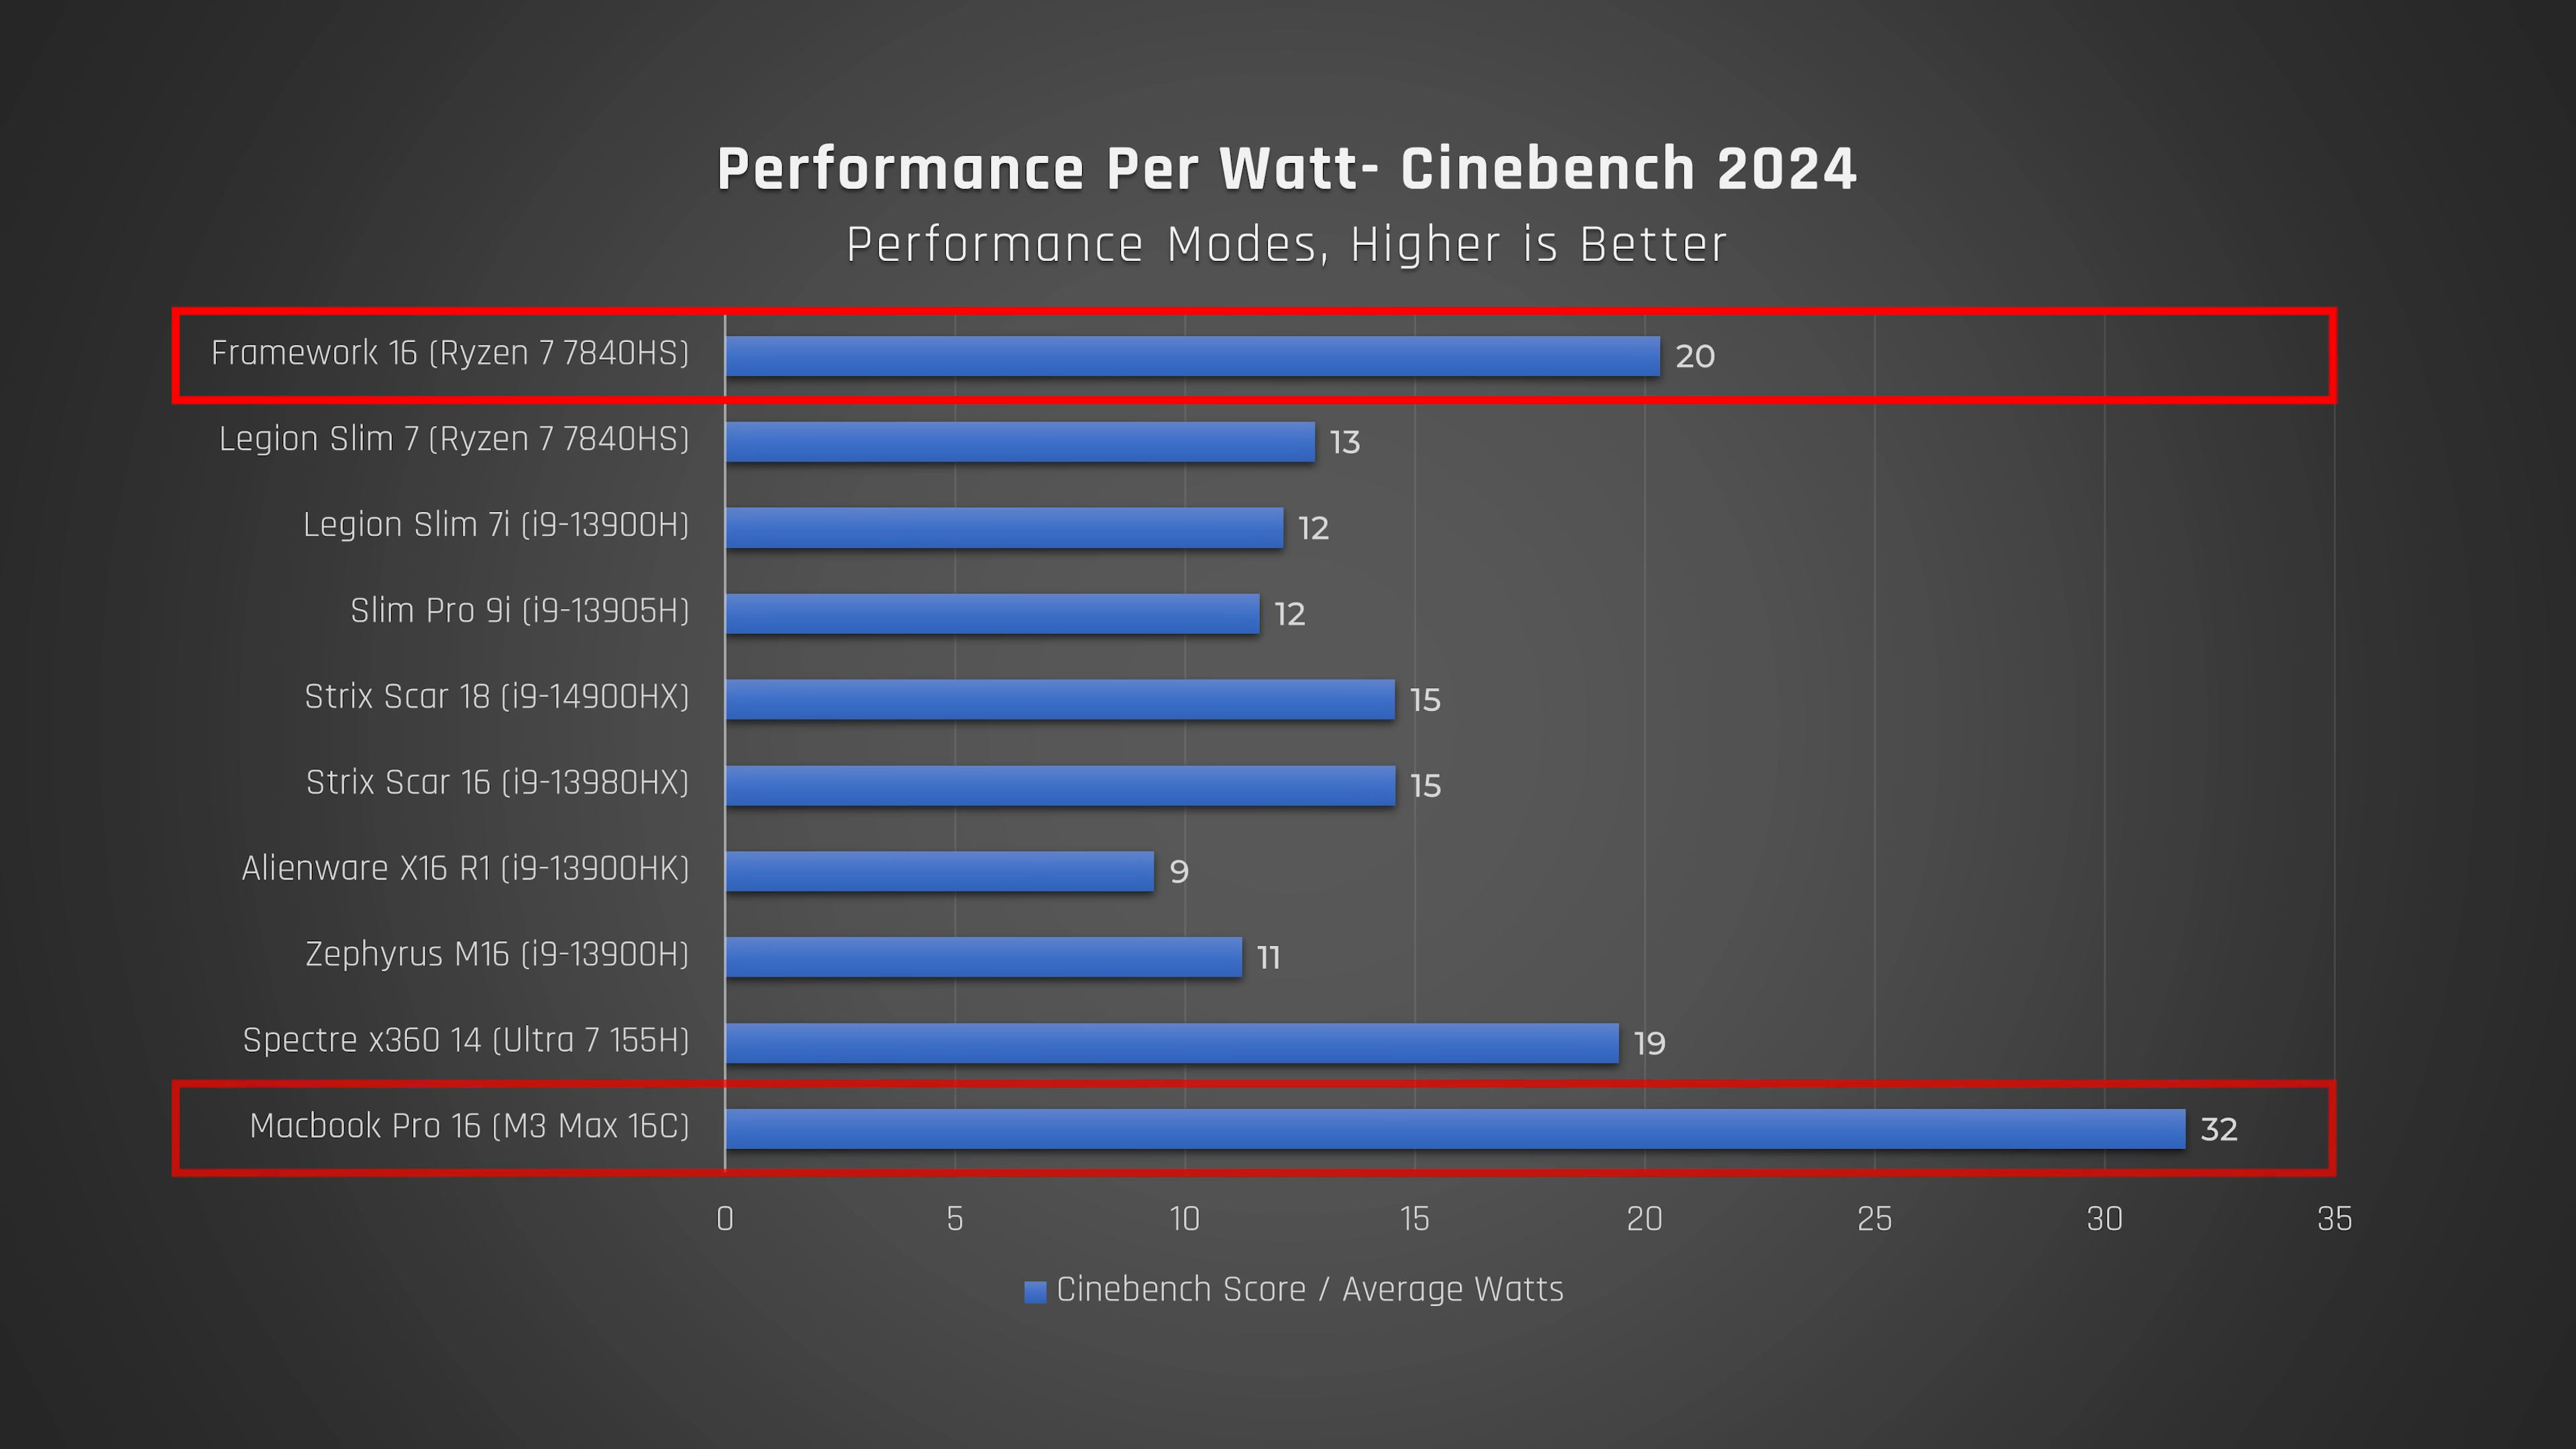 Performance Per Watt- Cinebench 2024
Performance Modes, Higher is Better
Framework 16 (Ryzen 7 7840HS) 20
Legion Slim 7 (Ryzen 7 7840HS) 13
Legion Slim 7i (i9-13900H) 12
Slim Pro 9i (i9-13905H) 12
Strix Scar 18 (i9-14900HX) 15
Strix Scar 16 (i9-13980HX) 15
Alienware X16 R1 (i9-13900HK) 9
Zephyrus M16 (i9-13900H) 11
Spectre x360 14 (Ultra 7 155H) 19
Macbook Pro 16 (M3 Max 16C) 32
0 5 10 15 20 25 30 35
Cinebench Score / Average Watts